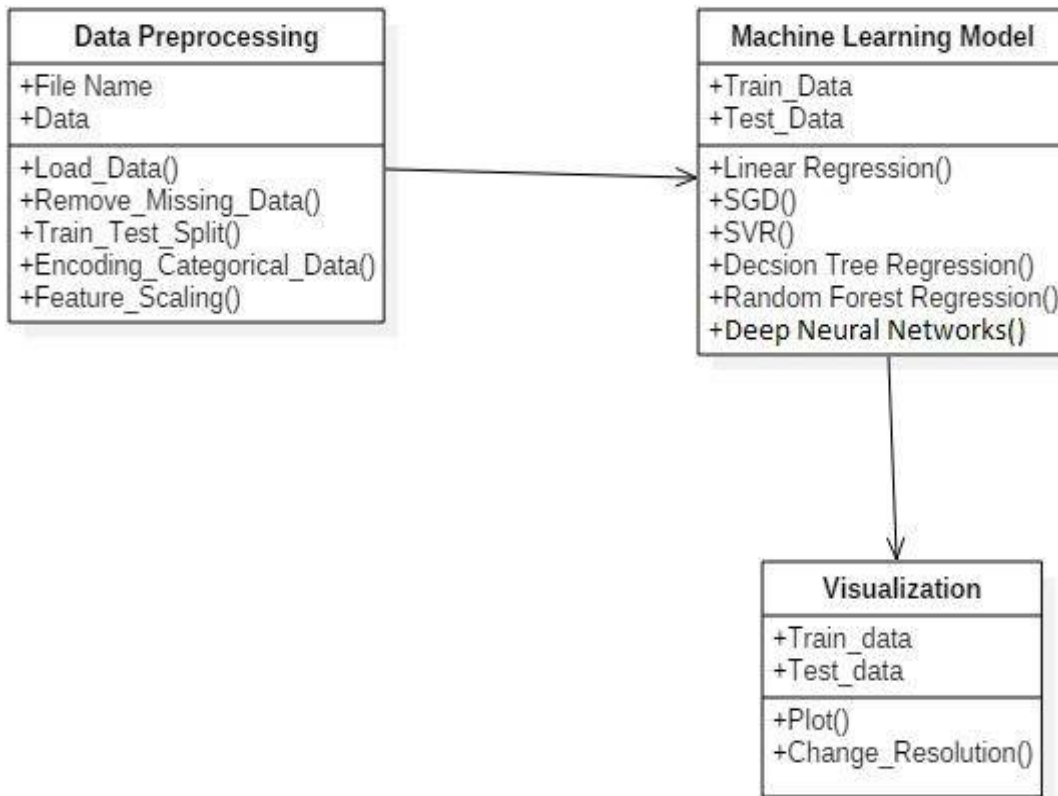 Data Preprocessing
+File Name
+Data
+Load_Data()
+Remove_Missing_Data()
+Train_Test_Split()
+Encoding_Categorical_Data()
+Feature_Scaling()
Machine Learning Model
+Train_Data
+Test_Data
+Linear Regression()
+SGD()
+SVR()
+Decsion Tree Regression()
+Random Forest Regression()
+Deep Neural Networks()
Visualization
+Train_data
+Test_data
+Plot()
+Change_Resolution()